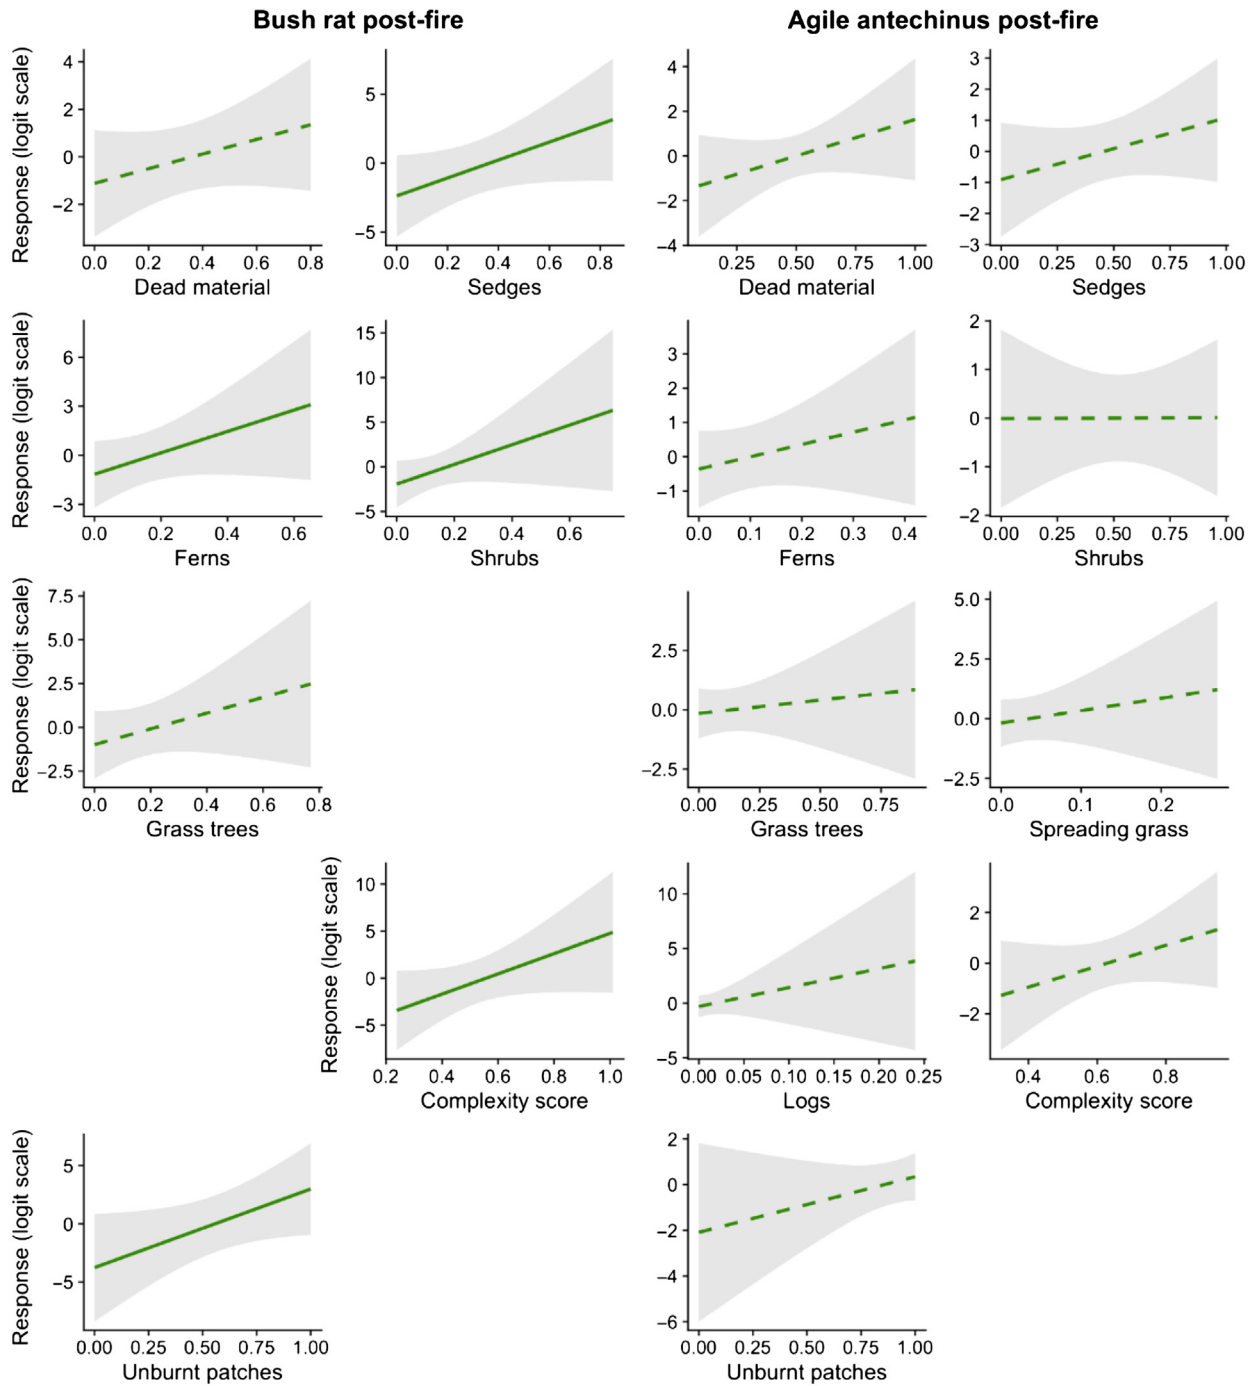 Bush rat post-fire
Agile antechinus post-fire
Response (logit scale)
4
2
0
−2
0.0 0.2 0.4 0.6 0.8
Dead material
5
0
−5
0.0 0.2 0.4 0.6 0.8
Sedges
4
2
0
−2
−4
0.25 0.50 0.75 1.00
Dead material
3
2
1
0
−1
−2
−3
0.00 0.25 0.50 0.75 1.00
Sedges
Response (logit scale)
6
3
0
−3
0.0 0.2 0.4 0.6
Ferns
15
10
5
0
−5
0.0 0.2 0.4 0.6
Shrubs
3
2
1
0
−1
0.0 0.1 0.2 0.3 0.4
Ferns
2
1
0
−1
−2
0.00 0.25 0.50 0.75 1.00
Shrubs
Response (logit scale)
7.5
5.0
2.5
0.0
−2.5
0.0 0.2 0.4 0.6 0.8
Grass trees
2.5
0.0
−2.5
0.00 0.25 0.50 0.75
Grass trees
5.0
2.5
0.0
−2.5
0.0 0.1 0.2
Spreading grass
Response (logit scale)
10
5
0
−5
0.2 0.4 0.6 0.8 1.0
Complexity score
10
5
0
−5
0.00 0.05 0.10 0.15 0.20 0.25
Logs
2
0
−2
0.4 0.6 0.8
Complexity score
Response (logit scale)
5
0
−5
0.00 0.25 0.50 0.75 1.00
Unburnt patches
2
0
−2
−4
−6
0.00 0.25 0.50 0.75 1.00
Unburnt patches